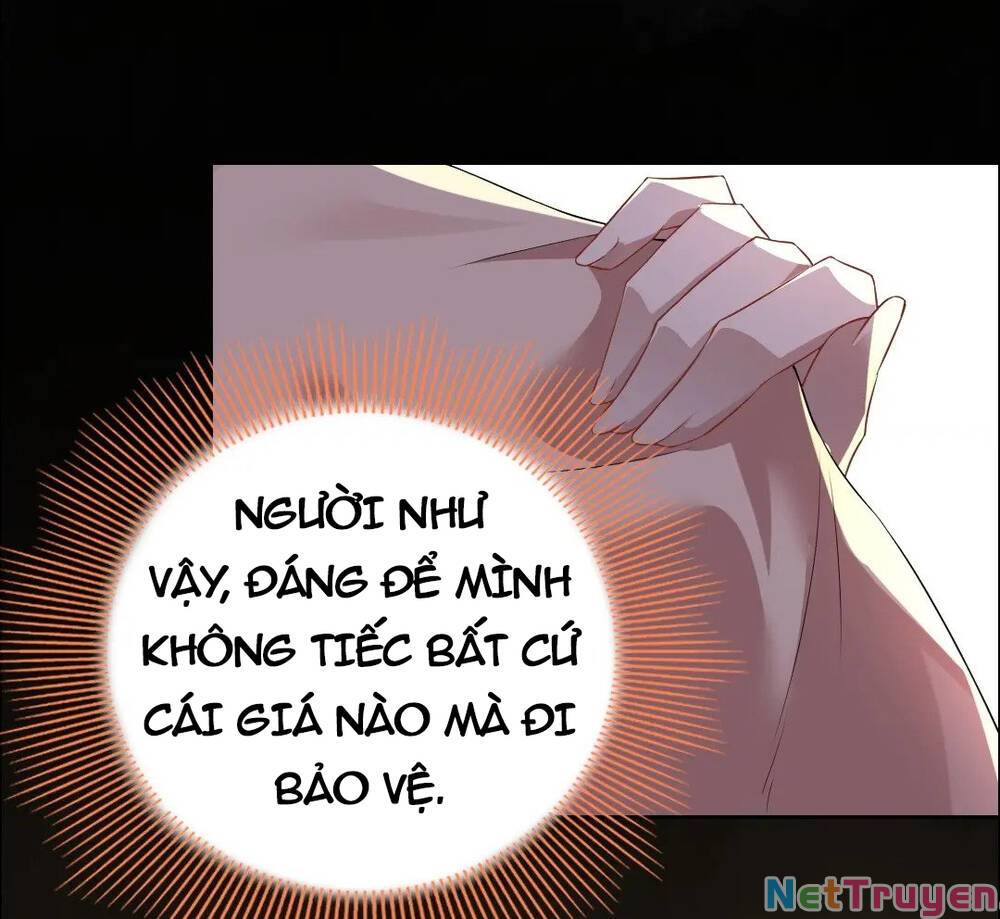 NGƯỜI NHƯ
VẬY, ĐÁNG ĐỂ MÌNH
KHÔNG TIẾC BẤT CỨ
CÁI GIÁ NÀO MÀ ĐI
BẢO VỆ.
NetTruyen